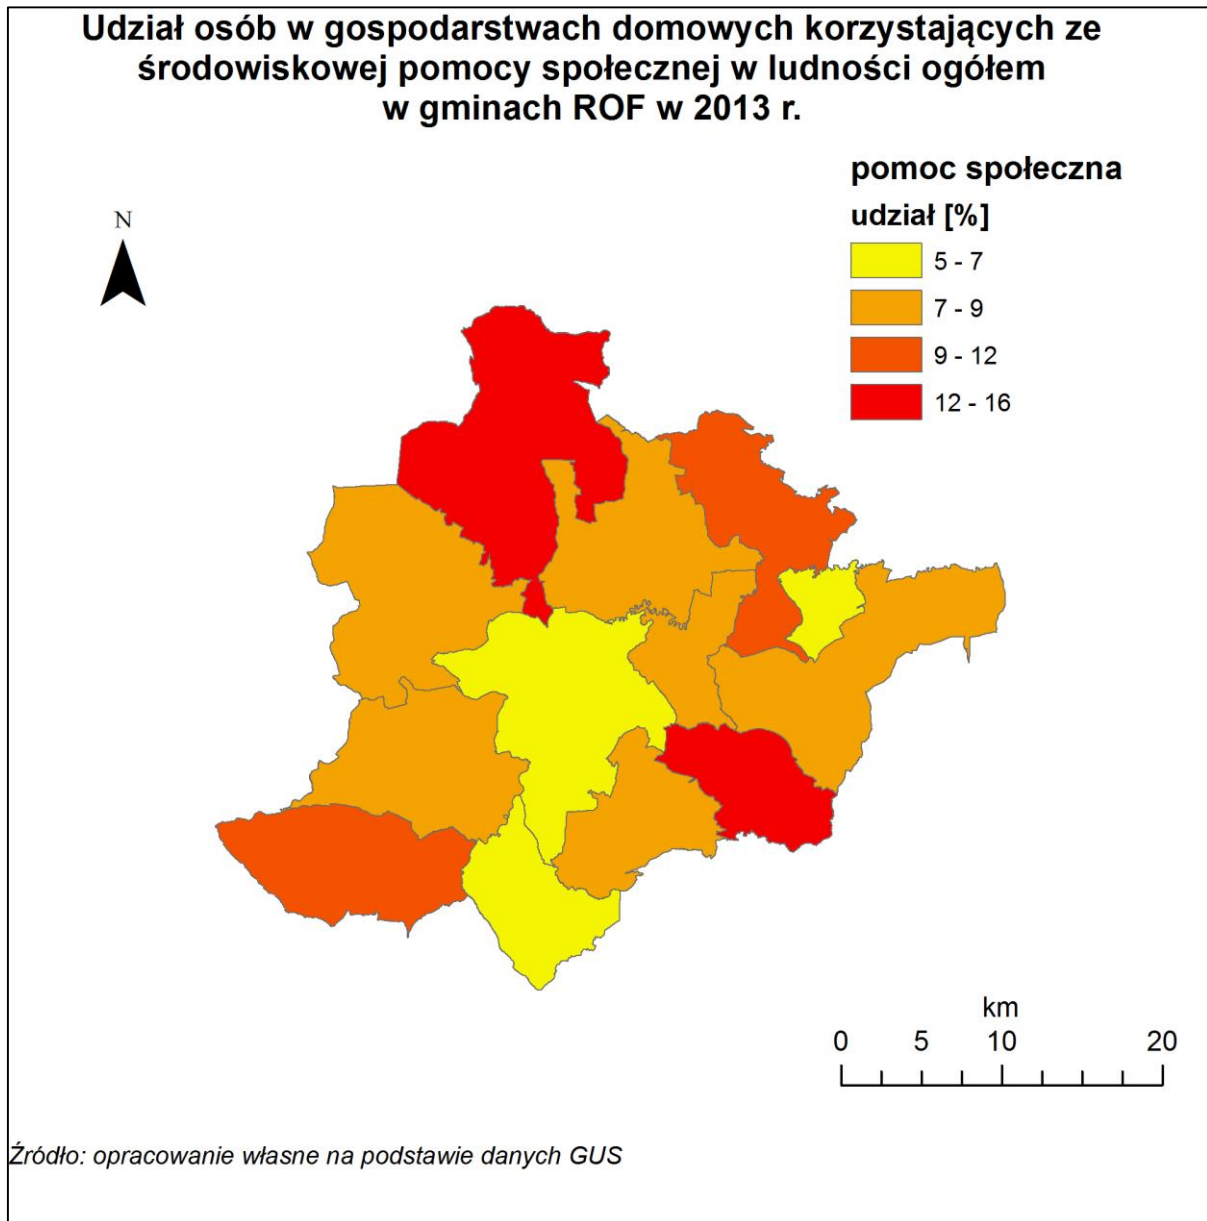 Udział osób w gospodarstwach domowych korzystających ze
środowiskowej pomocy społecznej w ludności ogółem
w gminach ROF w 2013 r.
pomoc społeczna
udział [%]
N
5 - 7
7 - 9
9 - 12
12 - 16
km
0 5 10 20
Źródło: opracowanie własne na podstawie danych GUS